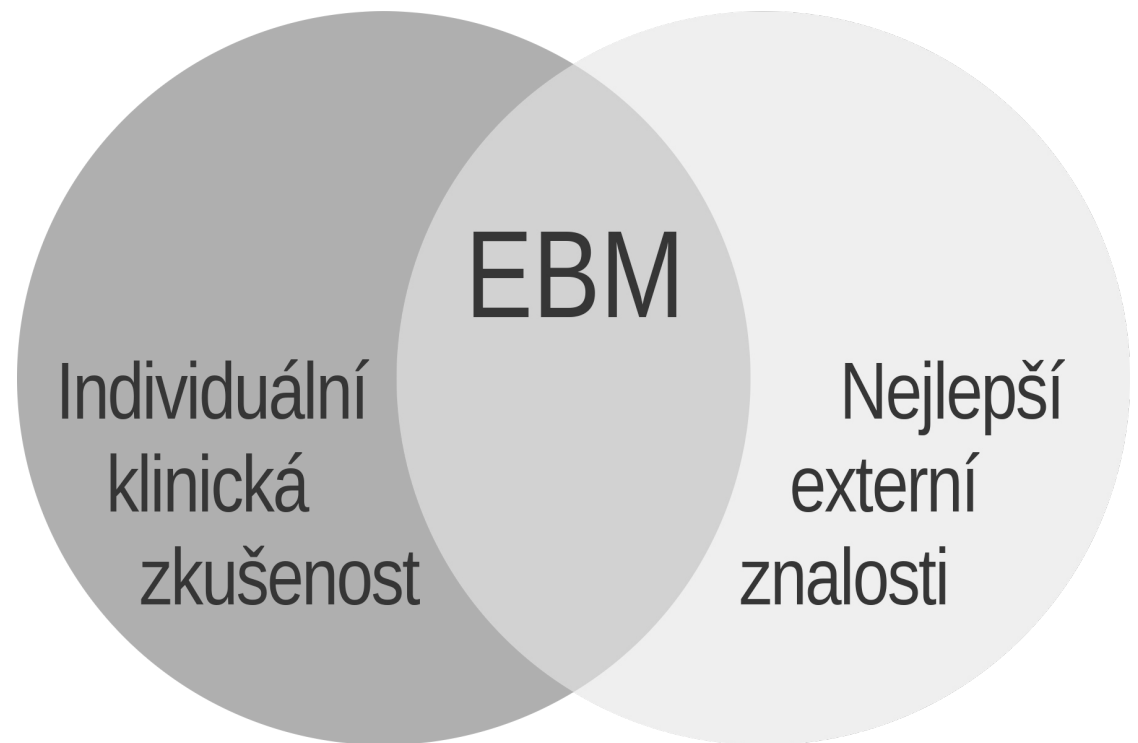 EBM
Individuální
klinická
zkušenost
Nejlepší
externí
znalosti